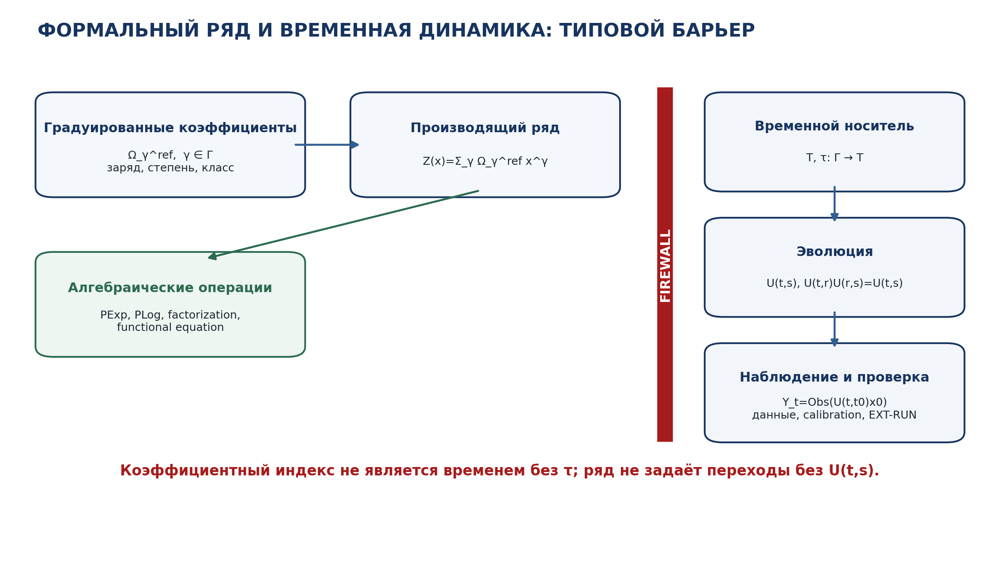 ФОРМАЛЬНЫЙ РЯД И ВРЕМЕННАЯ ДИНАМИКА: ТИПОВОЙ БАРЬЕР
Градуированные коэффициенты
Ω_γ^ref,  γ ∈ Γ
заряд, степень, класс
Производящий ряд
Z(x)=Σ_γ Ω_γ^ref x^γ
Алгебраические операции
PExp, PLog, factorization,
functional equation
FIREWALL
Временной носитель
T, τ: Γ → T
Эволюция
U(t,s), U(t,r)U(r,s)=U(t,s)
Наблюдение и проверка
Y_t=Obs(U(t,t0)x0)
данные, calibration, EXT-RUN
Коэффициентный индекс не является временем без τ; ряд не задаёт переходы без U(t,s).